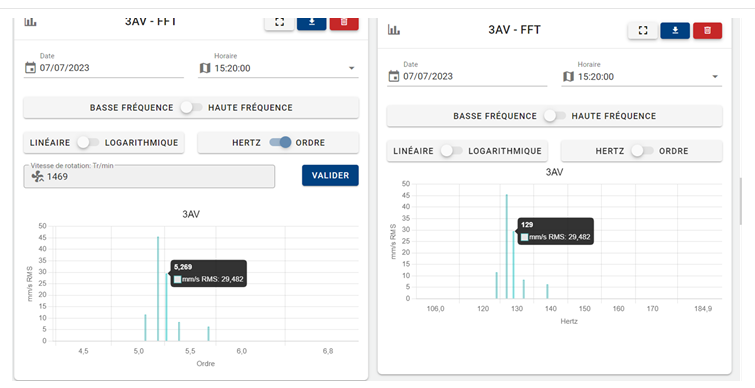 3AV - FFT
Date
07/07/2023
Horaire
15:20:00
BASSE FRÉQUENCE
HAUTE FRÉQUENCE
LINÉAIRE
LOGARITHMIQUE
HERTZ
ORDRE
Vitesse de rotation: Tr/min
1469
VALIDER
3AV
50
45
40
35
30
25
20
15
10
5
0
mm/s RMS
5,269
mm/s RMS: 29,482
4,5
5,0
5,5
6,0
6,8
Ordre
3AV - FFT
Date
07/07/2023
Horaire
15:20:00
BASSE FRÉQUENCE
HAUTE FRÉQUENCE
LINÉAIRE
LOGARITHMIQUE
HERTZ
ORDRE
3AV
50
45
40
35
30
25
20
15
10
5
0
mm/s RMS
129
mm/s RMS: 29,482
106,0
120
130
140
150
160
170
184,9
Hertz